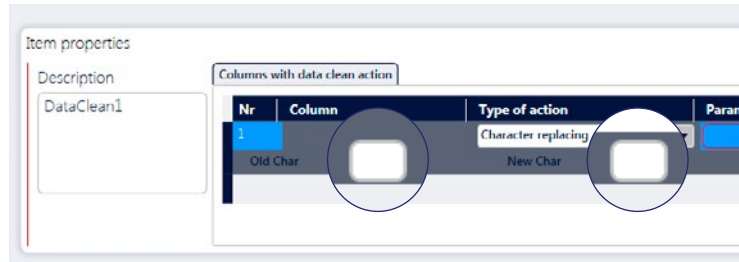 Item properties
Description
Columns with data clean action
DataClean1
Nr Column Type of action Param
1 Character replacing
Old Char New Char